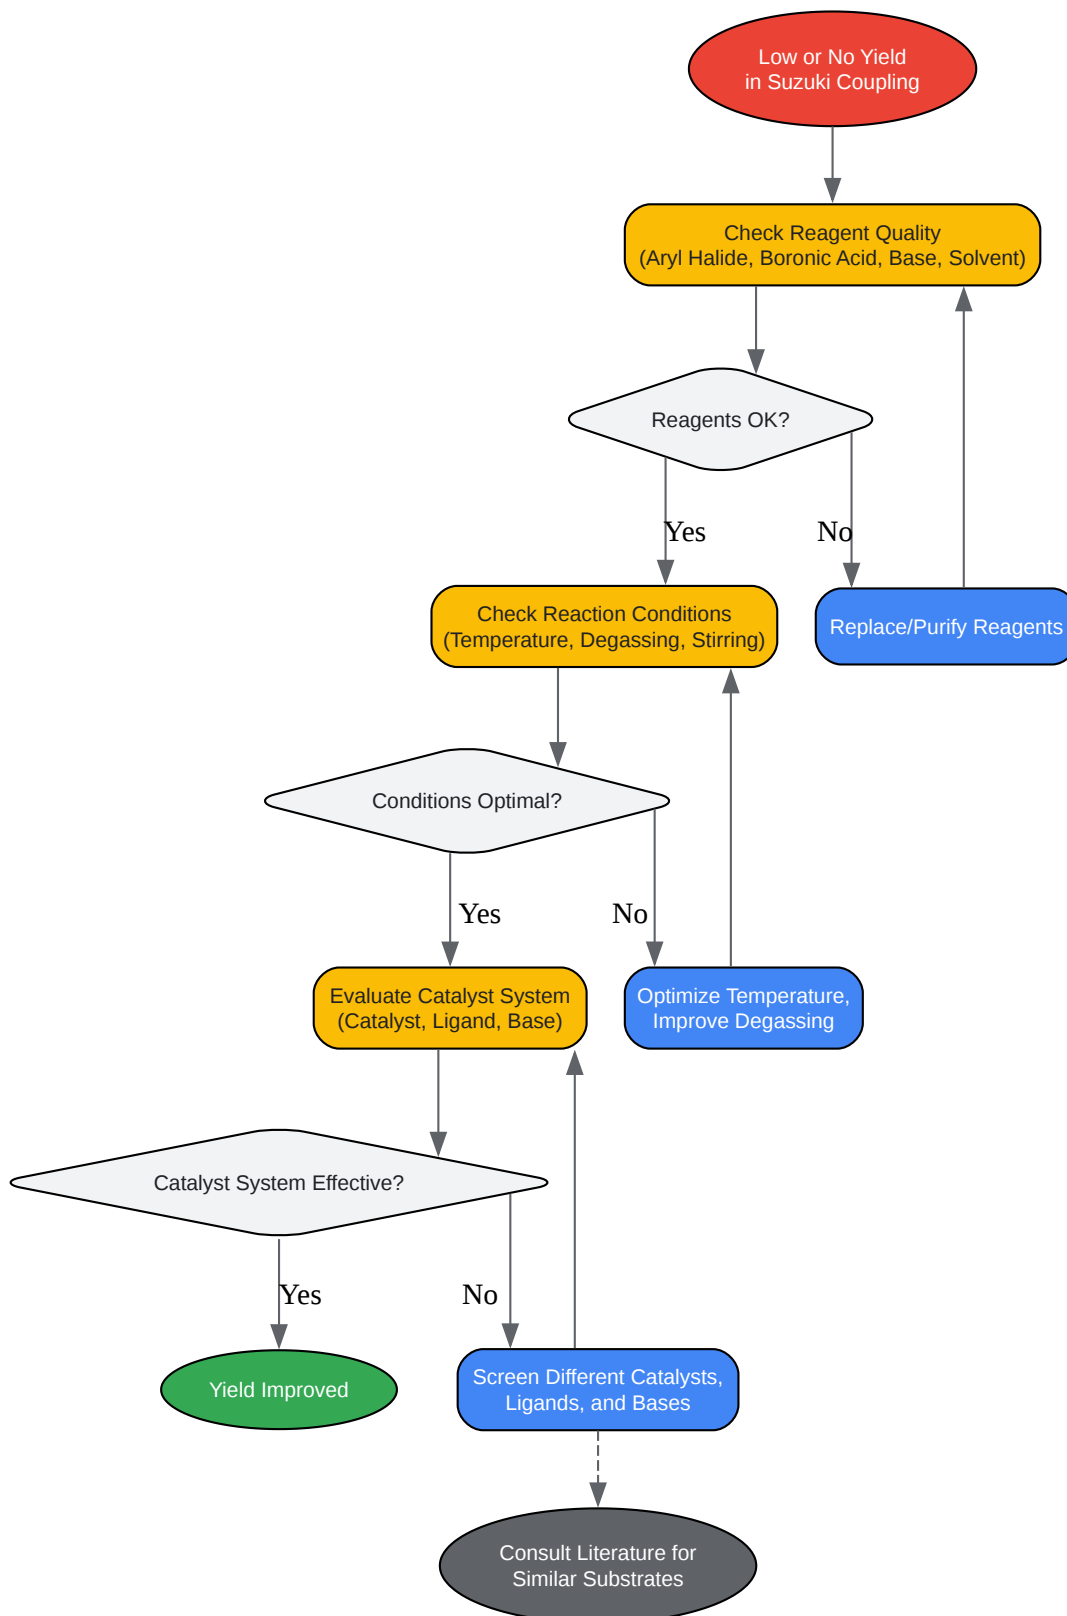 Low or No Yield
in Suzuki Coupling
Check Reagent Quality
(Aryl Halide, Boronic Acid, Base, Solvent)
Reagents OK?
Yes
No
Check Reaction Conditions
(Temperature, Degassing, Stirring)
Replace/Purify Reagents
Conditions Optimal?
Yes
No
Evaluate Catalyst System
(Catalyst, Ligand, Base)
Optimize Temperature,
Improve Degassing
Catalyst System Effective?
Yes
No
Yield Improved
Screen Different Catalysts,
Ligands, and Bases
Consult Literature for
Similar Substrates